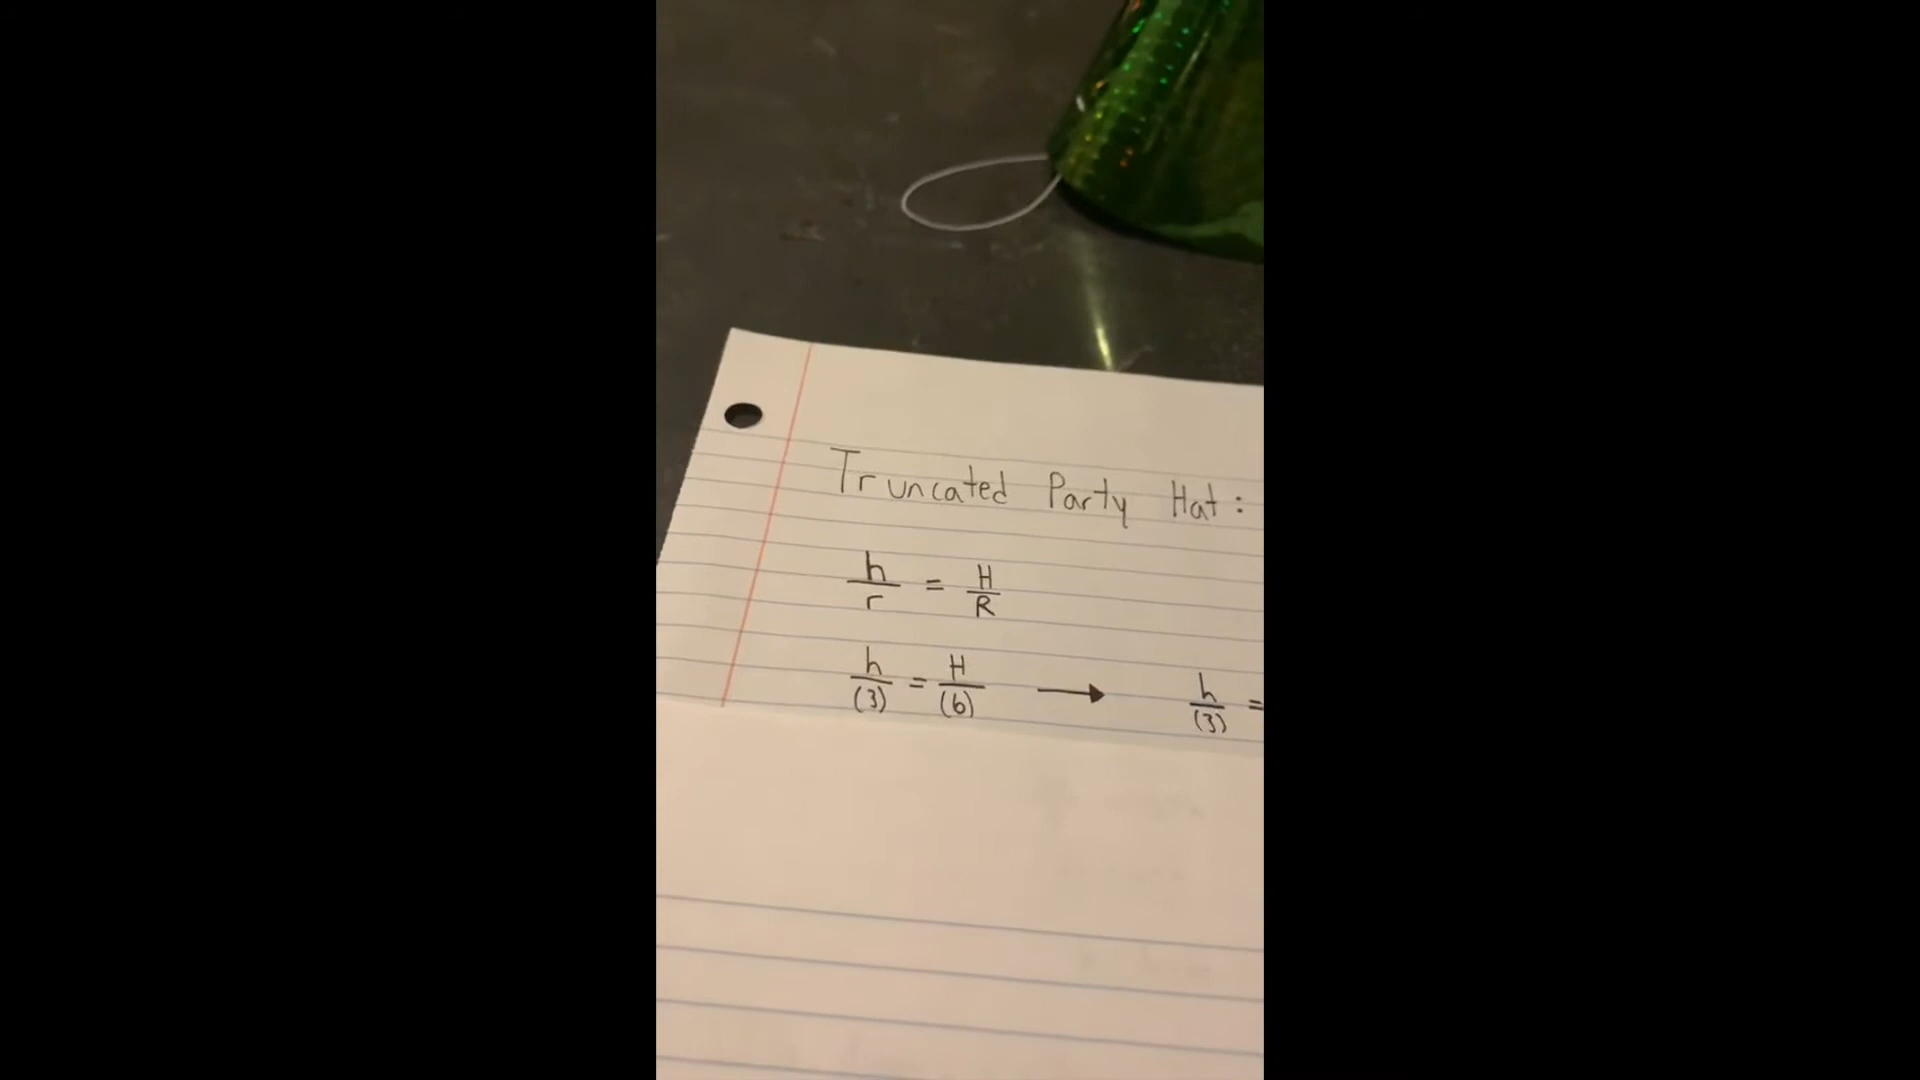 Truncated Party Hat:
h/r = H/R
h/(3) = H/(6) → h/(3) =